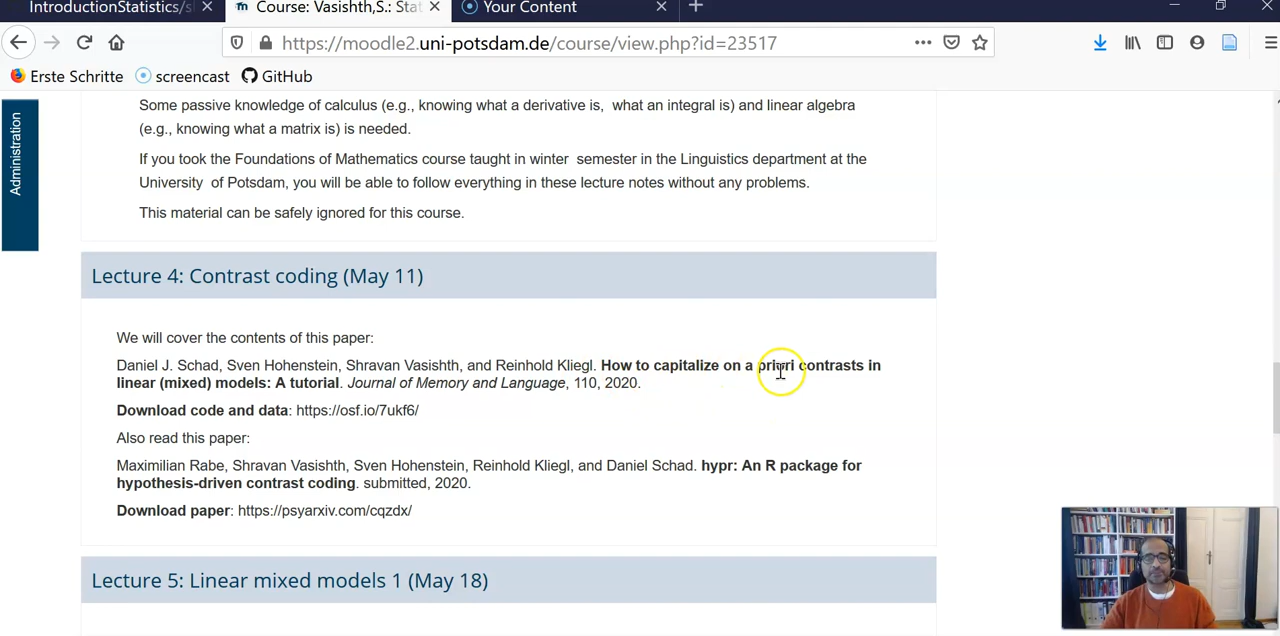 IntroductionStatistics/sl
Course: Vasishth,S.: Stat
Your Content
https://moodle2.uni-potsdam.de/course/view.php?id=23517
Erste Schritte
screencast
GitHub
Administration
Some passive knowledge of calculus (e.g., knowing what a derivative is, what an integral is) and linear algebra
(e.g., knowing what a matrix is) is needed.
If you took the Foundations of Mathematics course taught in winter semester in the Linguistics department at the
University of Potsdam, you will be able to follow everything in these lecture notes without any problems.
This material can be safely ignored for this course.
Lecture 4: Contrast coding (May 11)
We will cover the contents of this paper:
Daniel J. Schad, Sven Hohenstein, Shravan Vasishth, and Reinhold Kliegl. How to capitalize on a priori contrasts in
linear (mixed) models: A tutorial. Journal of Memory and Language, 110, 2020.
Download code and data: https://osf.io/7ukf6/
Also read this paper:
Maximilian Rabe, Shravan Vasishth, Sven Hohenstein, Reinhold Kliegl, and Daniel Schad. hypr: An R package for
hypothesis-driven contrast coding. submitted, 2020.
Download paper: https://psyarxiv.com/cqzdx/
Lecture 5: Linear mixed models 1 (May 18)